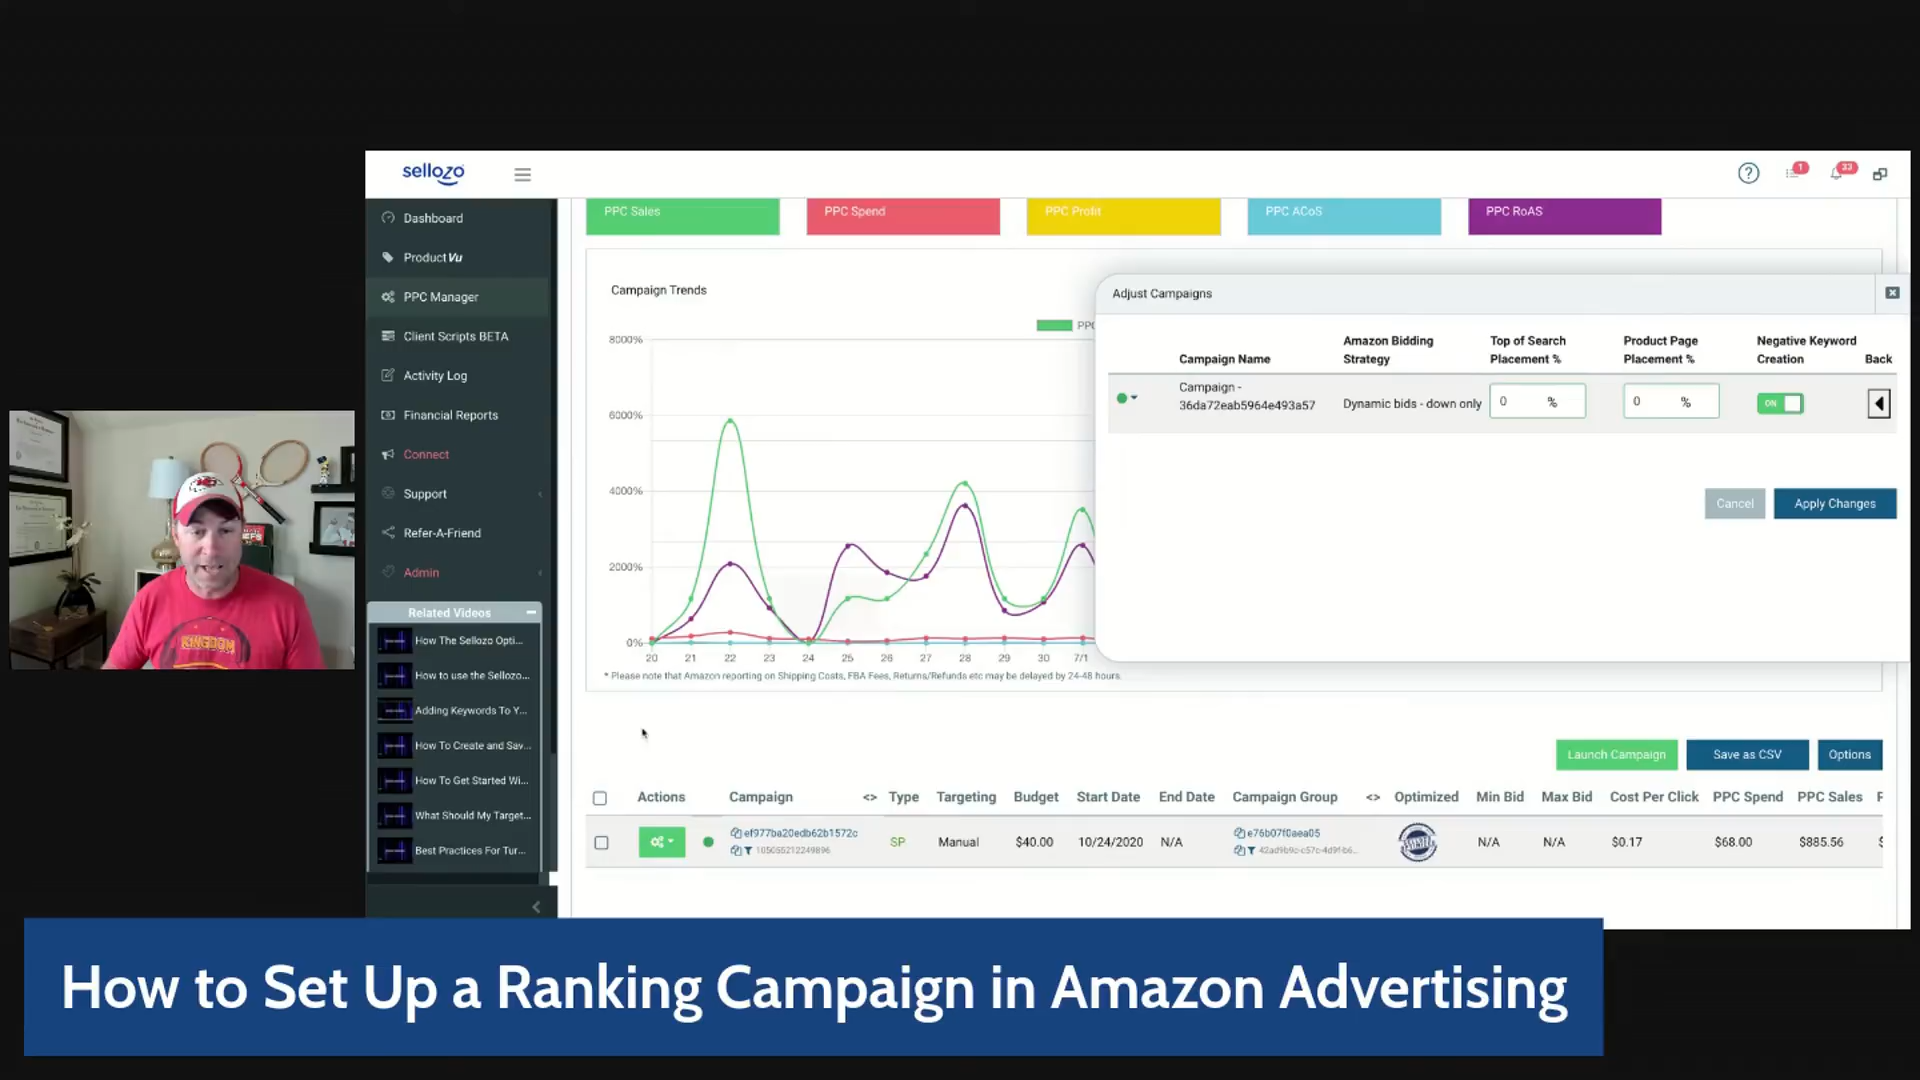 sellozo
1
33
Dashboard
ProductVu
PPC Manager
Client Scripts BETA
Activity Log
Financial Reports
Connect
Support
Refer-A-Friend
Admin
Related Videos
How The Sellozo Opti...
How to use the Sellozo...
Adding Keywords To Y...
How To Create and Sav...
How To Get Started Wi...
What Should My Target...
Best Practices For Tur...
PPC Sales
PPC Spend
PPC Profit
PPC ACoS
PPC RoAS
Campaign Trends
PPC
8000%
6000%
4000%
2000%
0%
20 21 22 23 24 25 26 27 28 29 30 7/1
* Please note that Amazon reporting on Shipping Costs, FBA Fees, Returns/Refunds etc may be delayed by 24-48 hours.
Adjust Campaigns
Campaign Name
Amazon Bidding Strategy
Top of Search Placement %
Product Page Placement %
Negative Keyword Creation
Back
Campaign -
36da72eab5964e493a57
Dynamic bids - down only
0 %
0 %
ON
Cancel
Apply Changes
Launch Campaign
Save as CSV
Options
Actions Campaign <> Type Targeting Budget Start Date End Date Campaign Group <> Optimized Min Bid Max Bid Cost Per Click PPC Spend PPC Sales
ef977ba20edb62b1572c SP Manual $40.00 10/24/2020 N/A e76b07f0aea05 N/A N/A $0.17 $68.00 $885.56
105055212249896
KINGDOM
How to Set Up a Ranking Campaign in Amazon Advertising